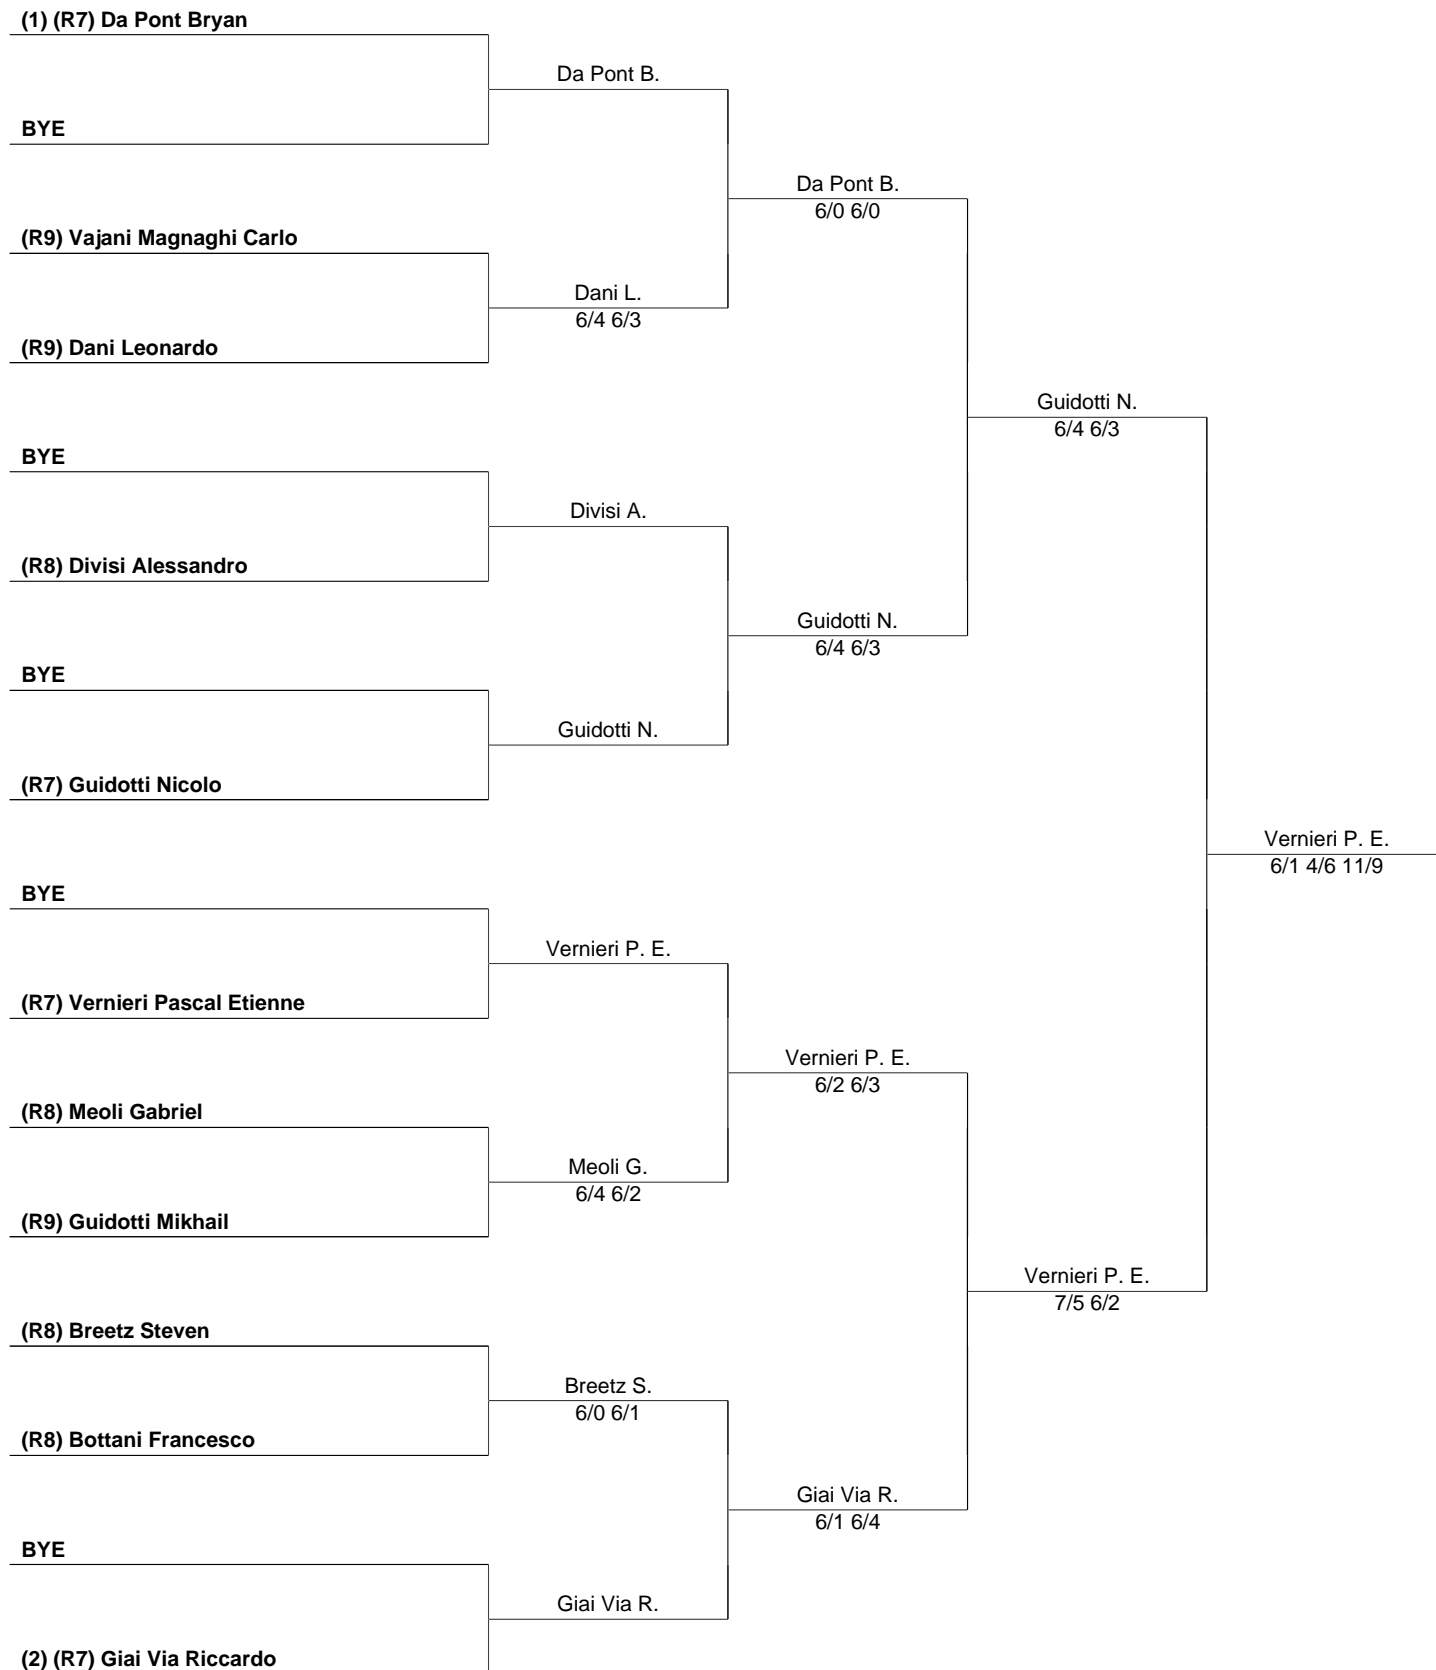 (1) (R7) Da Pont Bryan
Da Pont B.
BYE
Da Pont B.
6/0 6/0
(R9) Vajani Magnaghi Carlo
Dani L.
6/4 6/3
(R9) Dani Leonardo
Guidotti N.
6/4 6/3
BYE
Divisi A.
(R8) Divisi Alessandro
Guidotti N.
6/4 6/3
BYE
Guidotti N.
(R7) Guidotti Nicolo
Vernieri P. E.
6/1 4/6 11/9
BYE
Vernieri P. E.
(R7) Vernieri Pascal Etienne
Vernieri P. E.
6/2 6/3
(R8) Meoli Gabriel
Meoli G.
6/4 6/2
(R9) Guidotti Mikhail
Vernieri P. E.
7/5 6/2
(R8) Breetz Steven
Breetz S.
6/0 6/1
(R8) Bottani Francesco
Giai Via R.
6/1 6/4
BYE
Giai Via R.
(2) (R7) Giai Via Riccardo